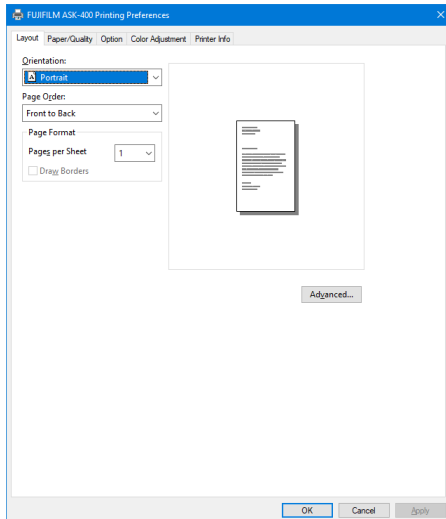 FUJIFILM ASK-400 Printing Preferences
Layout Paper/Quality Option Color Adjustment Printer Info
Orientation:
A Portrait
Page Order:
Front to Back
Page Format
Pages per Sheet 1
Draw Borders
Advanced...
OK Cancel Apply